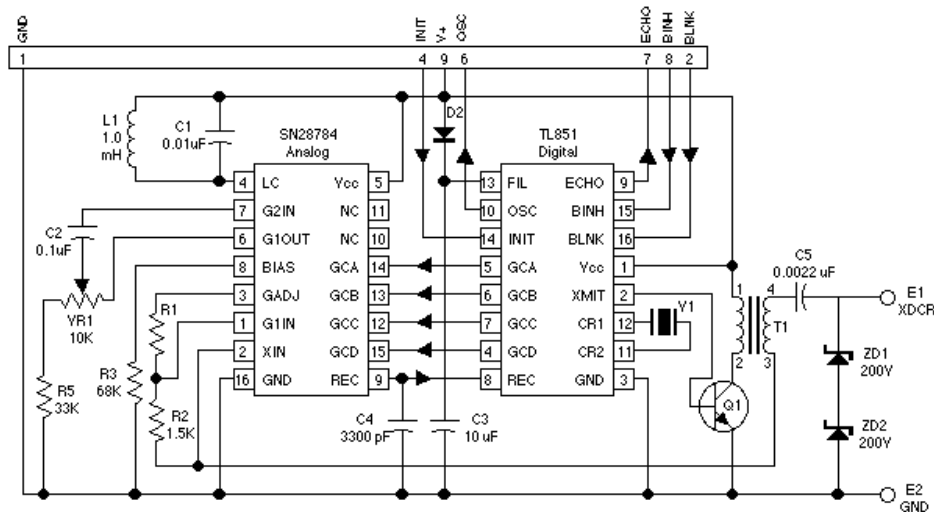 GND
INIT
V+
OSC
ECHO
BINH
BLNK
1
4
9
6
7
8
2
L1
1.0
mH
C1
0.01uF
SN28784
Analog
D2
TL851
Digital
4 LC Vcc 5
7 G2IN NC 11
6 G1OUT NC 10
8 BIAS GCA 14
3 GADJ GCB 13
1 G1IN GCC 12
2 XIN GCD 15
16 GND REC 9
13 FIL ECHO 9
10 OSC BINH 15
14 INIT BLNK 16
5 GCA Vcc 1
6 GCB XMIT 2
7 GCC CR1 12
4 GCD CR2 11
8 REC GND 3
C2
0.1uF
VR1
10K
R1
R3
68K
R5
33K
R2
1.5K
C4
3300 pF
C3
10 uF
Y1
Q1
1
4
T1
2
3
C5
0.0022 uF
E1
XDCR
ZD1
200V
ZD2
200V
E2
GND